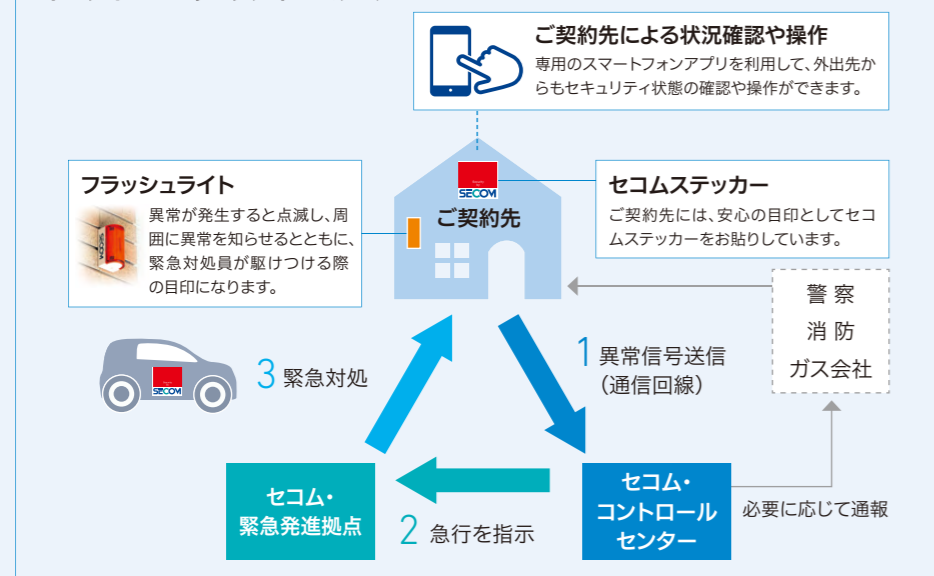 ご契約先による状況確認や操作
専用のスマートフォンアプリを利用して、外出先か
らもセキュリティ状態の確認や操作ができます。
フラッシュライト
異常が発生すると点滅し、周
囲に異常を知らせるとともに、
緊急対処員が駆けつける際
の目印になります。
SECOM
SECOM
ご契約先
セコムステッカー
ご契約先には、安心の目印としてセコ
ムステッカーをお貼りしています。
警察
消防
ガス会社
1 異常信号送信
(通信回線)
3 緊急対処
SECOM
セコム・
緊急発進拠点
2 急行を指示
セコム・
コントロール
センター
必要に応じて通報